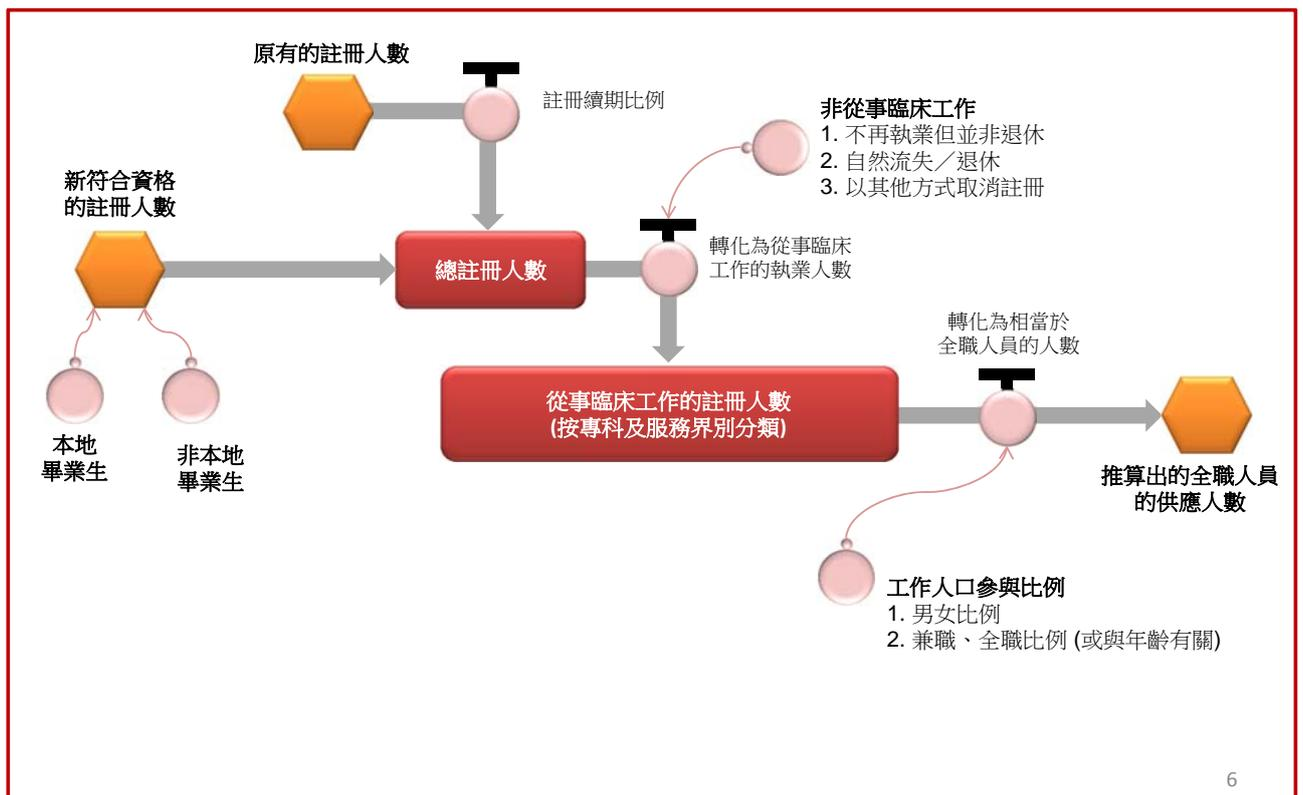 原有的註冊人數
註冊續期比例
非從事臨床工作
1. 不再執業但並非退休
2. 自然流失／退休
3. 以其他方式取消註冊
新符合資格
的註冊人數
總註冊人數
轉化為從事臨床
工作的執業人數
轉化為相當於
全職人員的人數
從事臨床工作的註冊人數
(按專科及服務界別分類)
本地
畢業生
非本地
畢業生
推算出的全職人員
的供應人數
工作人口參與比例
1. 男女比例
2. 兼職、全職比例 (或與年齡有關)
6